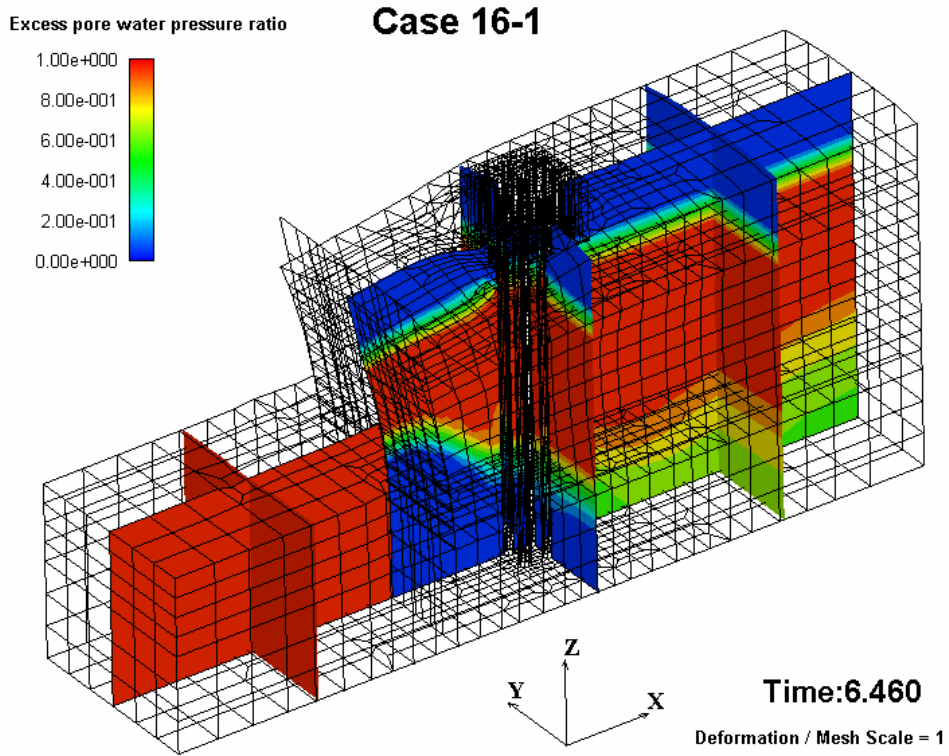 Case 16-1
Excess pore water pressure ratio
1.00e+000
8.00e-001
6.00e-001
4.00e-001
2.00e-001
0.00e+000
Z
Y
X
Time:6.460
Deformation / Mesh Scale = 1